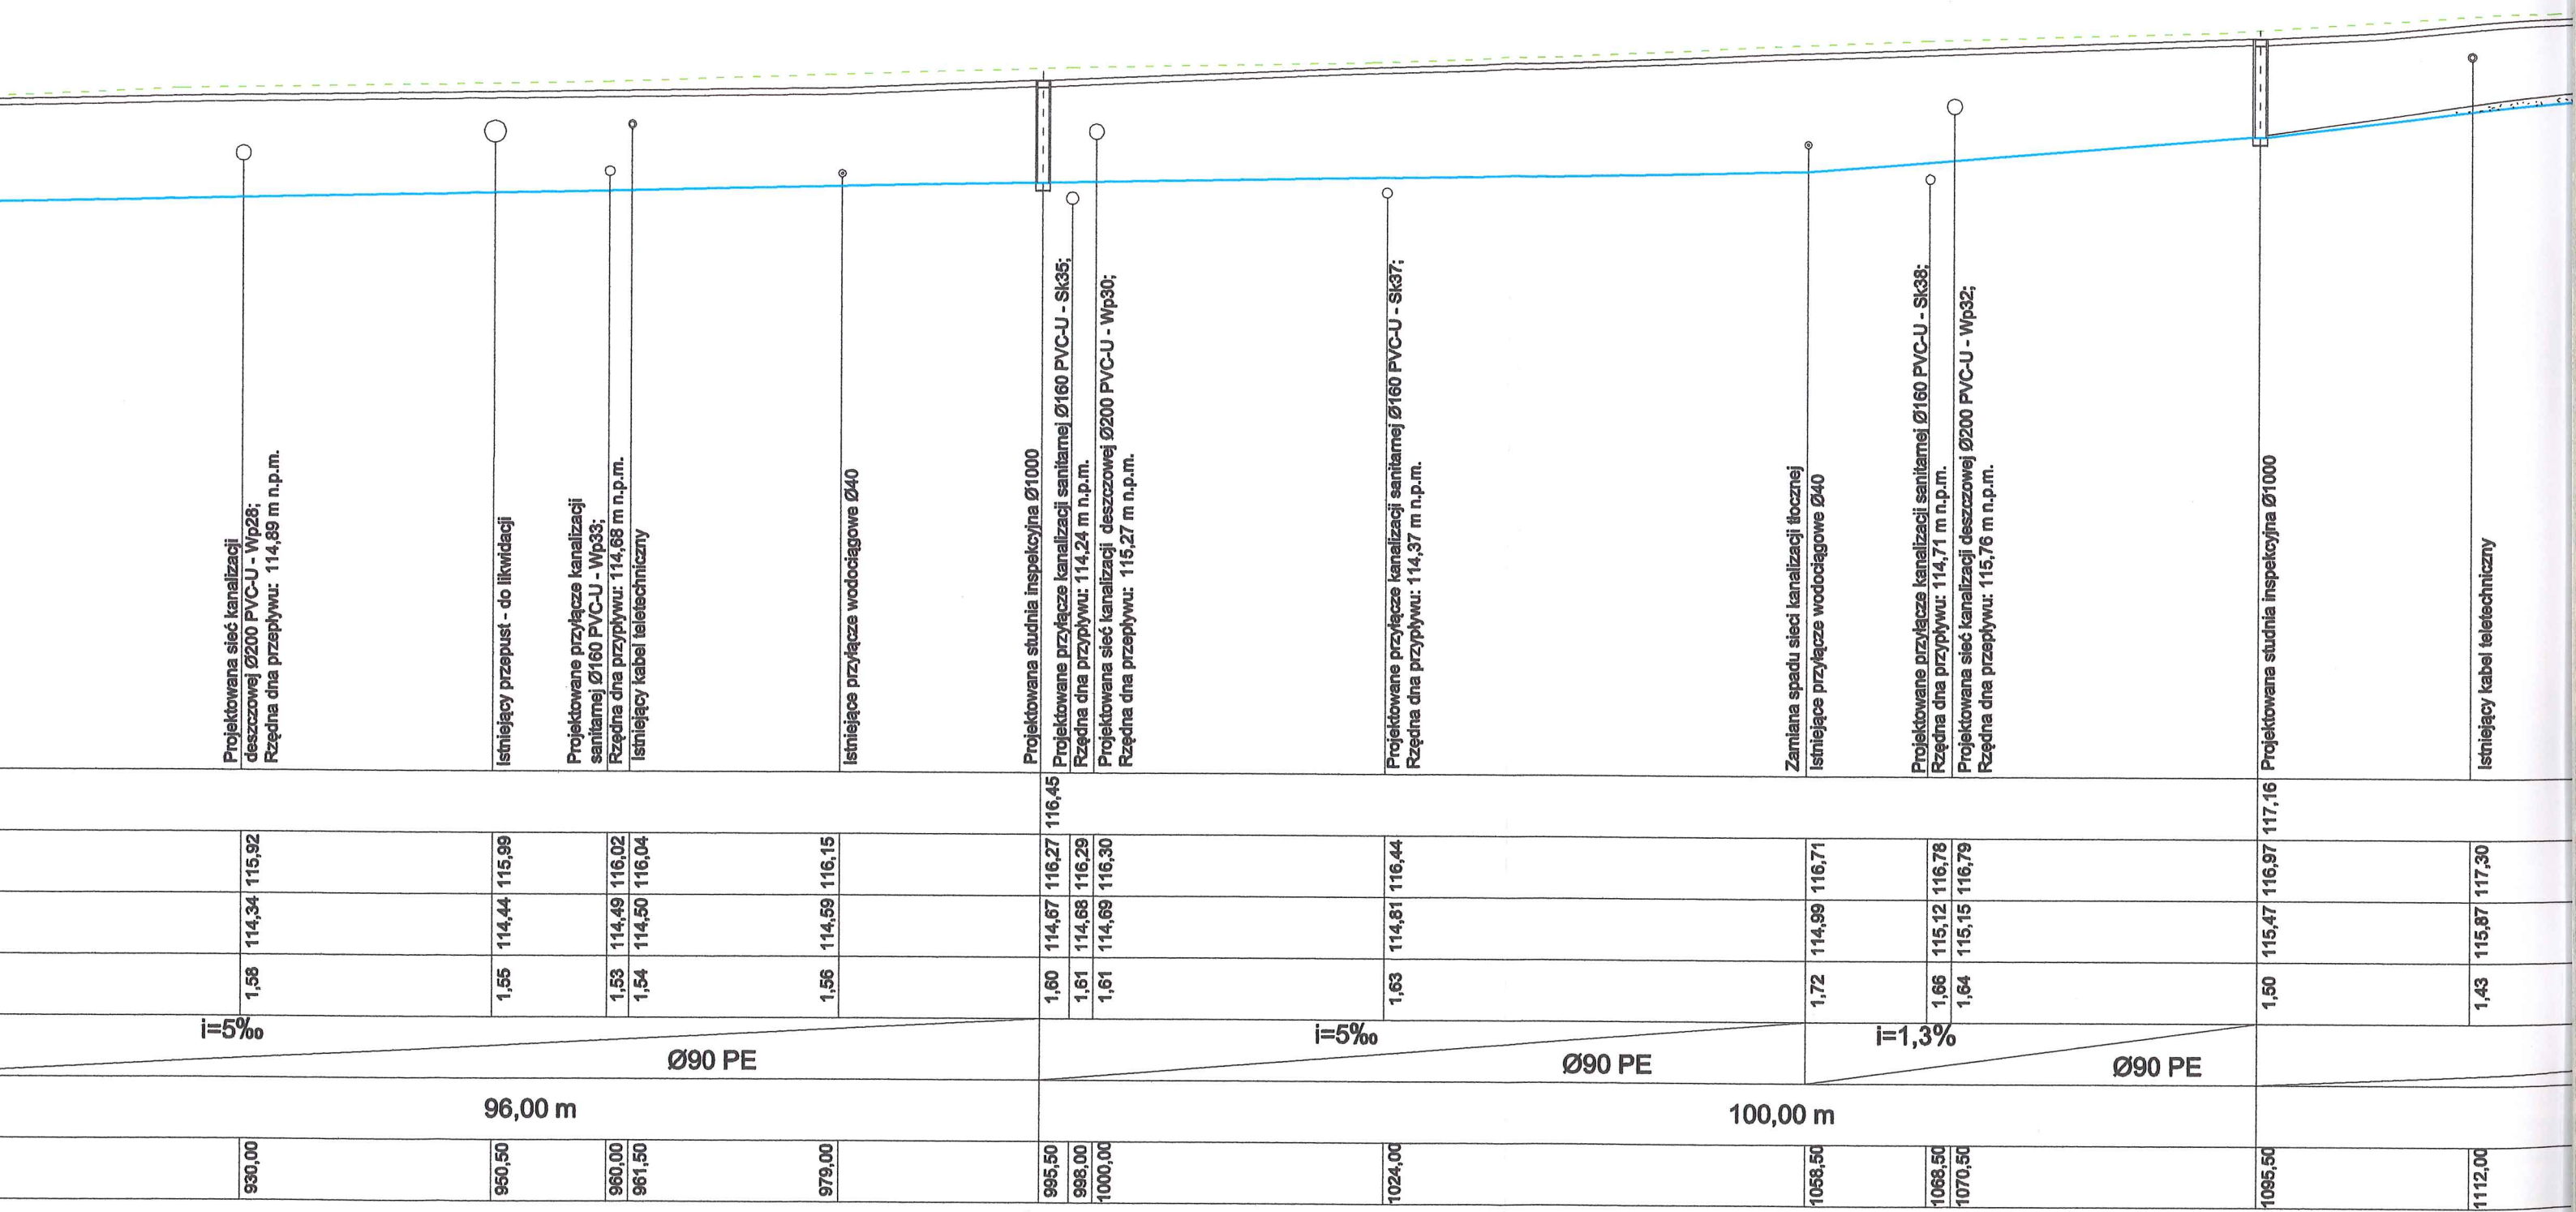 Projektowana sieć kanalizacji
deszczowej Ø200 PVC-U - Wp28;
Rzędna dna przepływu: 114,89 m n.p.m.
Istniejący przepust - do likwidacji
Projektowane przyłącze kanalizacji
sanitarnej Ø160 PVC-U - Wp33;
Rzędna dna przypływu: 114,68 m n.p.m.
Istniejący kabel teletechniczny
Istniejące przyłącze wodociągowe Ø40
Projektowana studnia inspekcyjna Ø1000
Projektowane przyłącze kanalizacji sanitarnej Ø160 PVC-U - Sk35;
Rzędna dna przypływu: 114,24 m n.p.m.
Projektowana sieć kanalizacji deszczowej Ø200 PVC-U - Wp30;
Rzędna dna przepływu: 115,27 m n.p.m.
Projektowane przyłącze kanalizacji sanitarnej Ø160 PVC-U - Sk37;
Rzędna dna przypływu: 114,37 m n.p.m.
Zamiana spadu sieci kanalizacji tłocznej
Istniejące przyłącze wodociągowe Ø40
Projektowane przyłącze kanalizacji sanitarnej Ø160 PVC-U - Sk38;
Rzędna dna przypływu: 114,71 m n.p.m.
Projektowana sieć kanalizacji deszczowej Ø200 PVC-U - Wp32;
Rzędna dna przepływu: 115,76 m n.p.m.
Projektowana studnia inspekcyjna Ø1000
Istniejący kabel teletechniczny
116,45 117,16
115,92 115,99 116,02 116,04 116,15 116,27 116,29 116,30 116,44 116,71 116,78 116,79 116,97 117,30
114,34 114,44 114,49 114,50 114,59 114,67 114,68 114,69 114,81 114,99 115,12 115,15 115,47 115,87
1,58 1,55 1,53 1,54 1,56 1,60 1,61 1,61 1,63 1,72 1,66 1,64 1,50 1,43
i=5‰ i=5‰ i=1,3%
Ø90 PE Ø90 PE Ø90 PE
96,00 m 100,00 m
930,00 950,50 960,00 961,50 979,00 995,50 998,00 1000,00 1024,00 1058,50 1068,50 1070,50 1095,50 1112,00